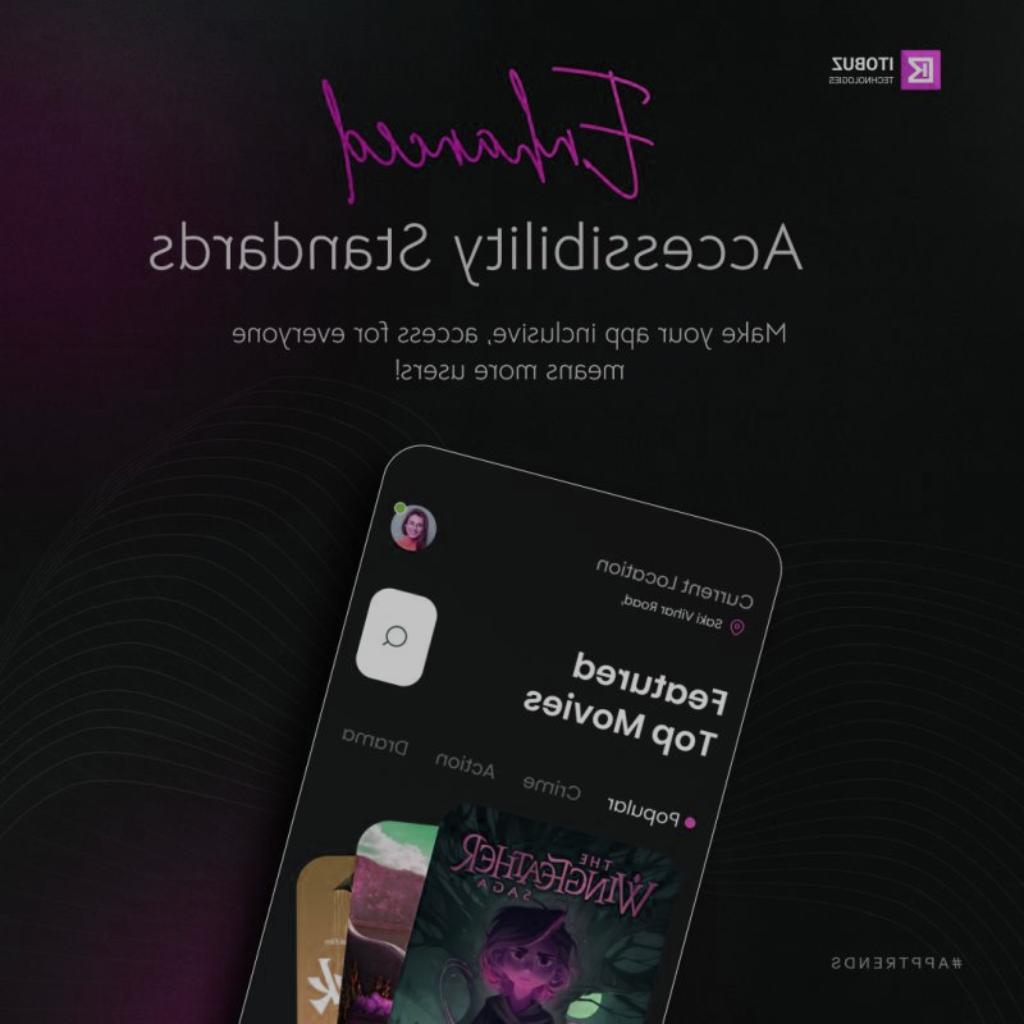 ITOBUZ
TECHNOLOGIES
Enhanced
Accessibility Standards
Make your app inclusive, access for everyone
means more users!
Current Location
Saki Vihar Road,
Featured
Top Movies
Popular Crime Action Drama
THE
WINGFEATHER
SAGA
#APPTRENDS